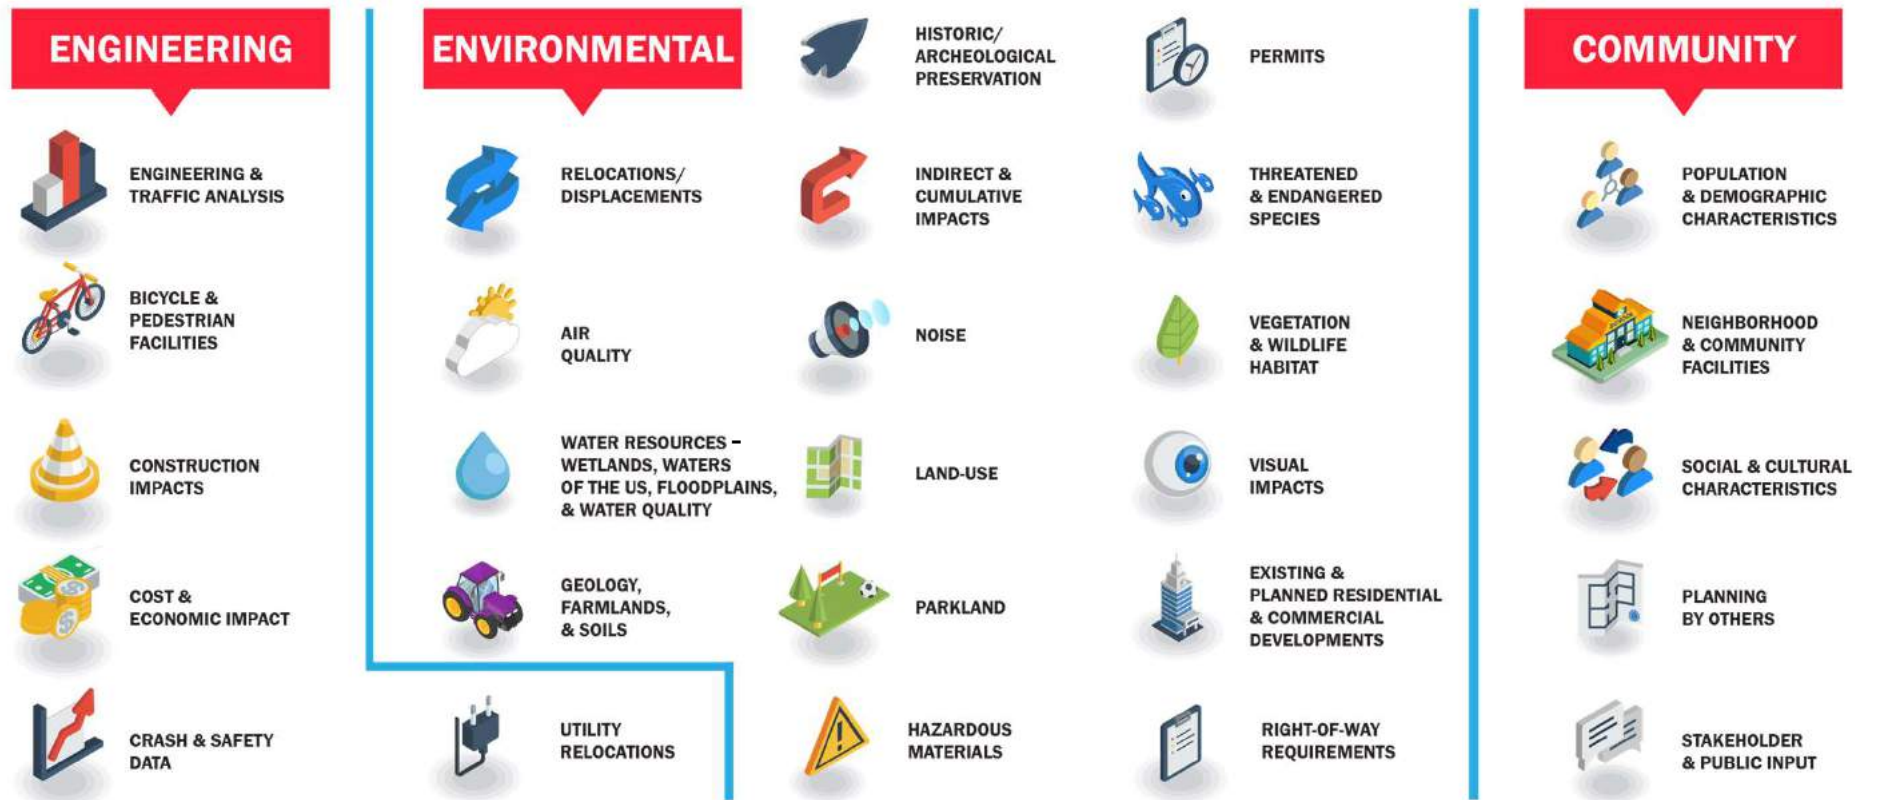 ENGINEERING
ENGINEERING &
TRAFFIC ANALYSIS
BICYCLE &
PEDESTRIAN
FACILITIES
CONSTRUCTION
IMPACTS
COST &
ECONOMIC IMPACT
CRASH & SAFETY
DATA
UTILITY
RELOCATIONS
ENVIRONMENTAL
RELOCATIONS/
DISPLACEMENTS
AIR
QUALITY
WATER RESOURCES –
WETLANDS, WATERS
OF THE US, FLOODPLAINS,
& WATER QUALITY
GEOLOGY,
FARMLANDS,
& SOILS
HISTORIC/
ARCHEOLOGICAL
PRESERVATION
INDIRECT &
CUMULATIVE
IMPACTS
NOISE
LAND-USE
PARKLAND
HAZARDOUS
MATERIALS
PERMITS
THREATENED
& ENDANGERED
SPECIES
VEGETATION
& WILDLIFE
HABITAT
VISUAL
IMPACTS
EXISTING &
PLANNED RESIDENTIAL
& COMMERCIAL
DEVELOPMENTS
RIGHT-OF-WAY
REQUIREMENTS
COMMUNITY
POPULATION
& DEMOGRAPHIC
CHARACTERISTICS
NEIGHBORHOOD
& COMMUNITY
FACILITIES
SOCIAL & CULTURAL
CHARACTERISTICS
PLANNING
BY OTHERS
STAKEHOLDER
& PUBLIC INPUT